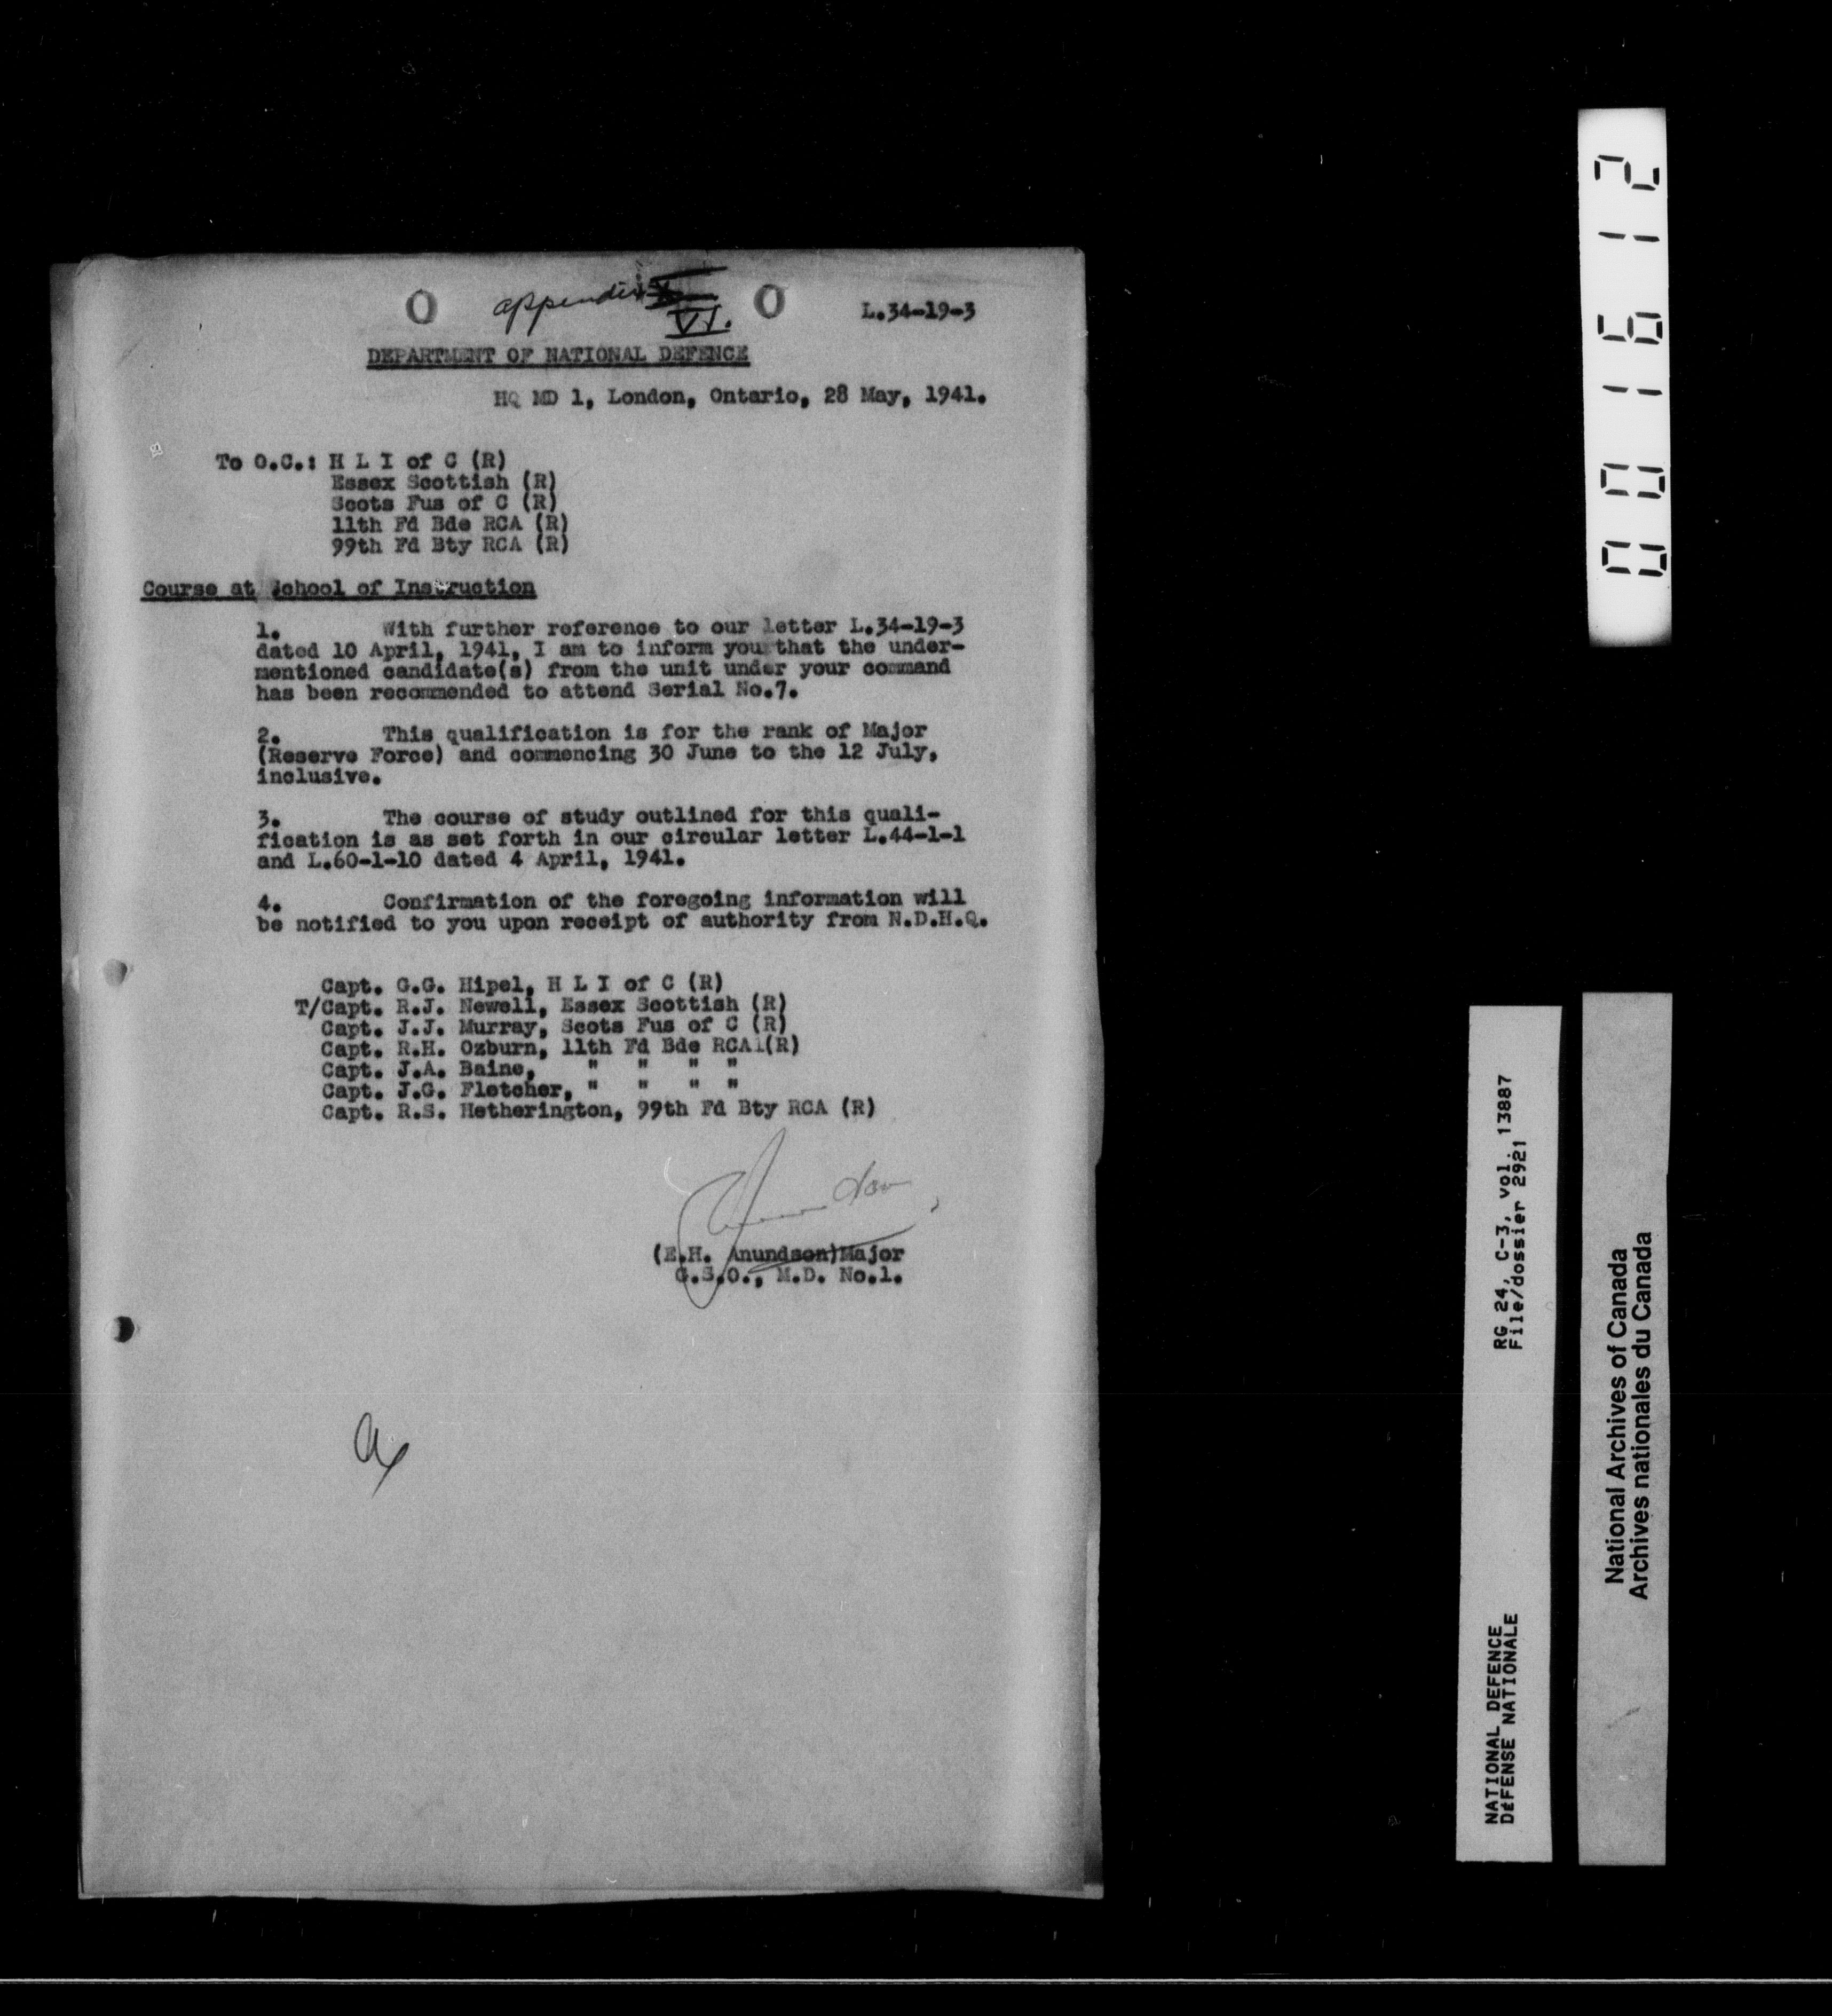 appendix
VI.
L.34-19-3
DEPARTMENT OF NATIONAL DEFENCE
HQ MD 1, London, Ontario, 28 May, 1941.
To O.C.: H L I of C (R)
Essex Scottish (R)
Scots Fus of C (R)
11th Fd Bde RCA (R)
99th Fd Bty RCA (R)
Course at School of Instruction
1. With further reference to our letter L.34-19-3
dated 10 April, 1941, I am to inform you that the under-
mentioned candidate(s) from the unit under your command
has been recommended to attend Serial No.7.
2. This qualification is for the rank of Major
(Reserve Force) and commencing 30 June to the 12 July,
inclusive.
3. The course of study outlined for this quali-
fication is as set forth in our circular letter L.44-1-1
and L.60-1-10 dated 4 April, 1941.
4. Confirmation of the foregoing information will
be notified to you upon receipt of authority from N.D.H.Q.
Capt. G.G. Hipel, H L I of C (R)
T/Capt. R.J. Newell, Essex Scottish (R)
Capt. J.J. Murray, Scots Fus of C (R)
Capt. R.H. Ozburn, 11th Fd Bde RCA (R)
Capt. J.A. Baine, " " " "
Capt. J.G. Fletcher, " " " "
Capt. R.S. Hetherington, 99th Fd Bty RCA (R)
(E.H. Anundson)Major
G.S.O., M.D. No.1.
001612
RG 24, C-3, vol. 13887
File/dossier 2921
NATIONAL DEFENCE
DÉFENSE NATIONALE
National Archives of Canada
Archives nationales du Canada